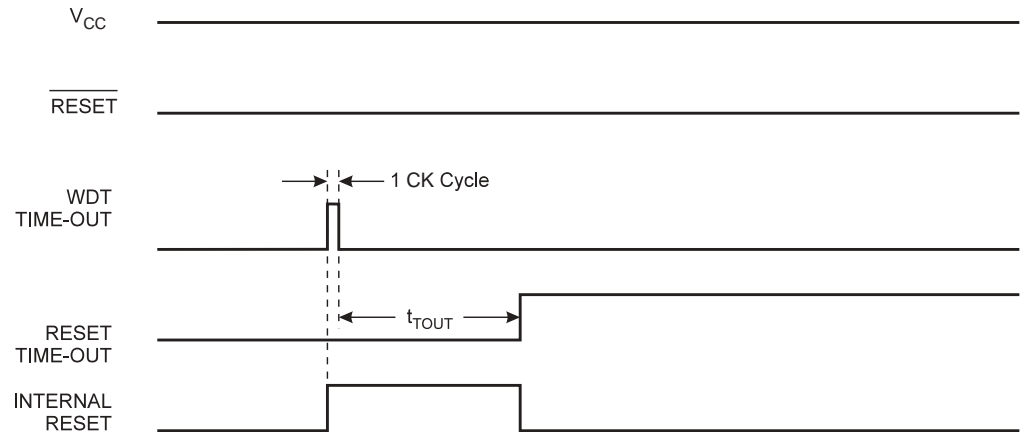 VCC
RESET
1 CK Cycle
WDT
TIME-OUT
tTOUT
RESET
TIME-OUT
INTERNAL
RESET